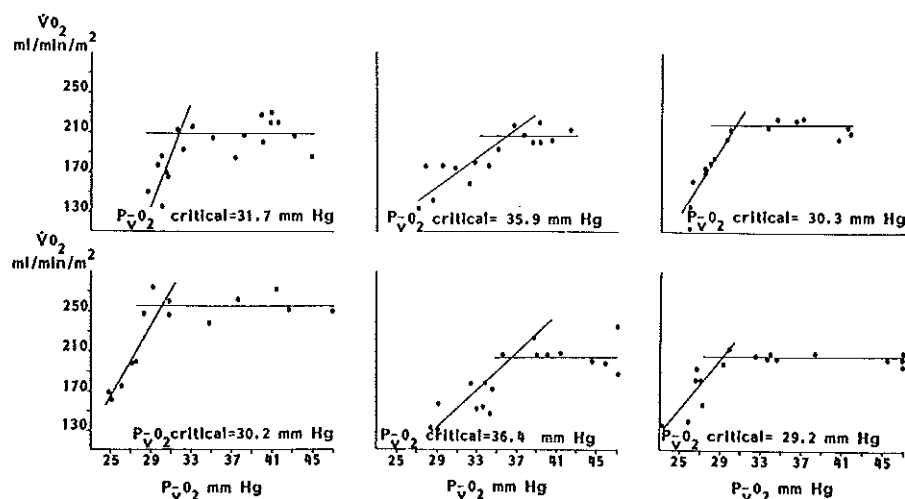 V̇O₂
ml/min/m²
250
210
170
130
Pv̄O₂ critical=31.7 mm Hg
Pv̄O₂ critical= 35.9 mm Hg
Pv̄O₂ critical= 30.3 mm Hg
V̇O₂
ml/min/m²
250
210
170
130
Pv̄O₂ critical=30.2 mm Hg
Pv̄O₂ critical=36.4 mm Hg
Pv̄O₂ critical= 29.2 mm Hg
25 29 33 37 41 45
25 29 33 37 41 45
25 29 33 37 41 45
Pv̄O₂ mm Hg
Pv̄O₂ mm Hg
Pv̄O₂ mm Hg